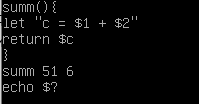 summ(){
let "c = $1 + $2"
return $c
}
summ 51 6
echo $?